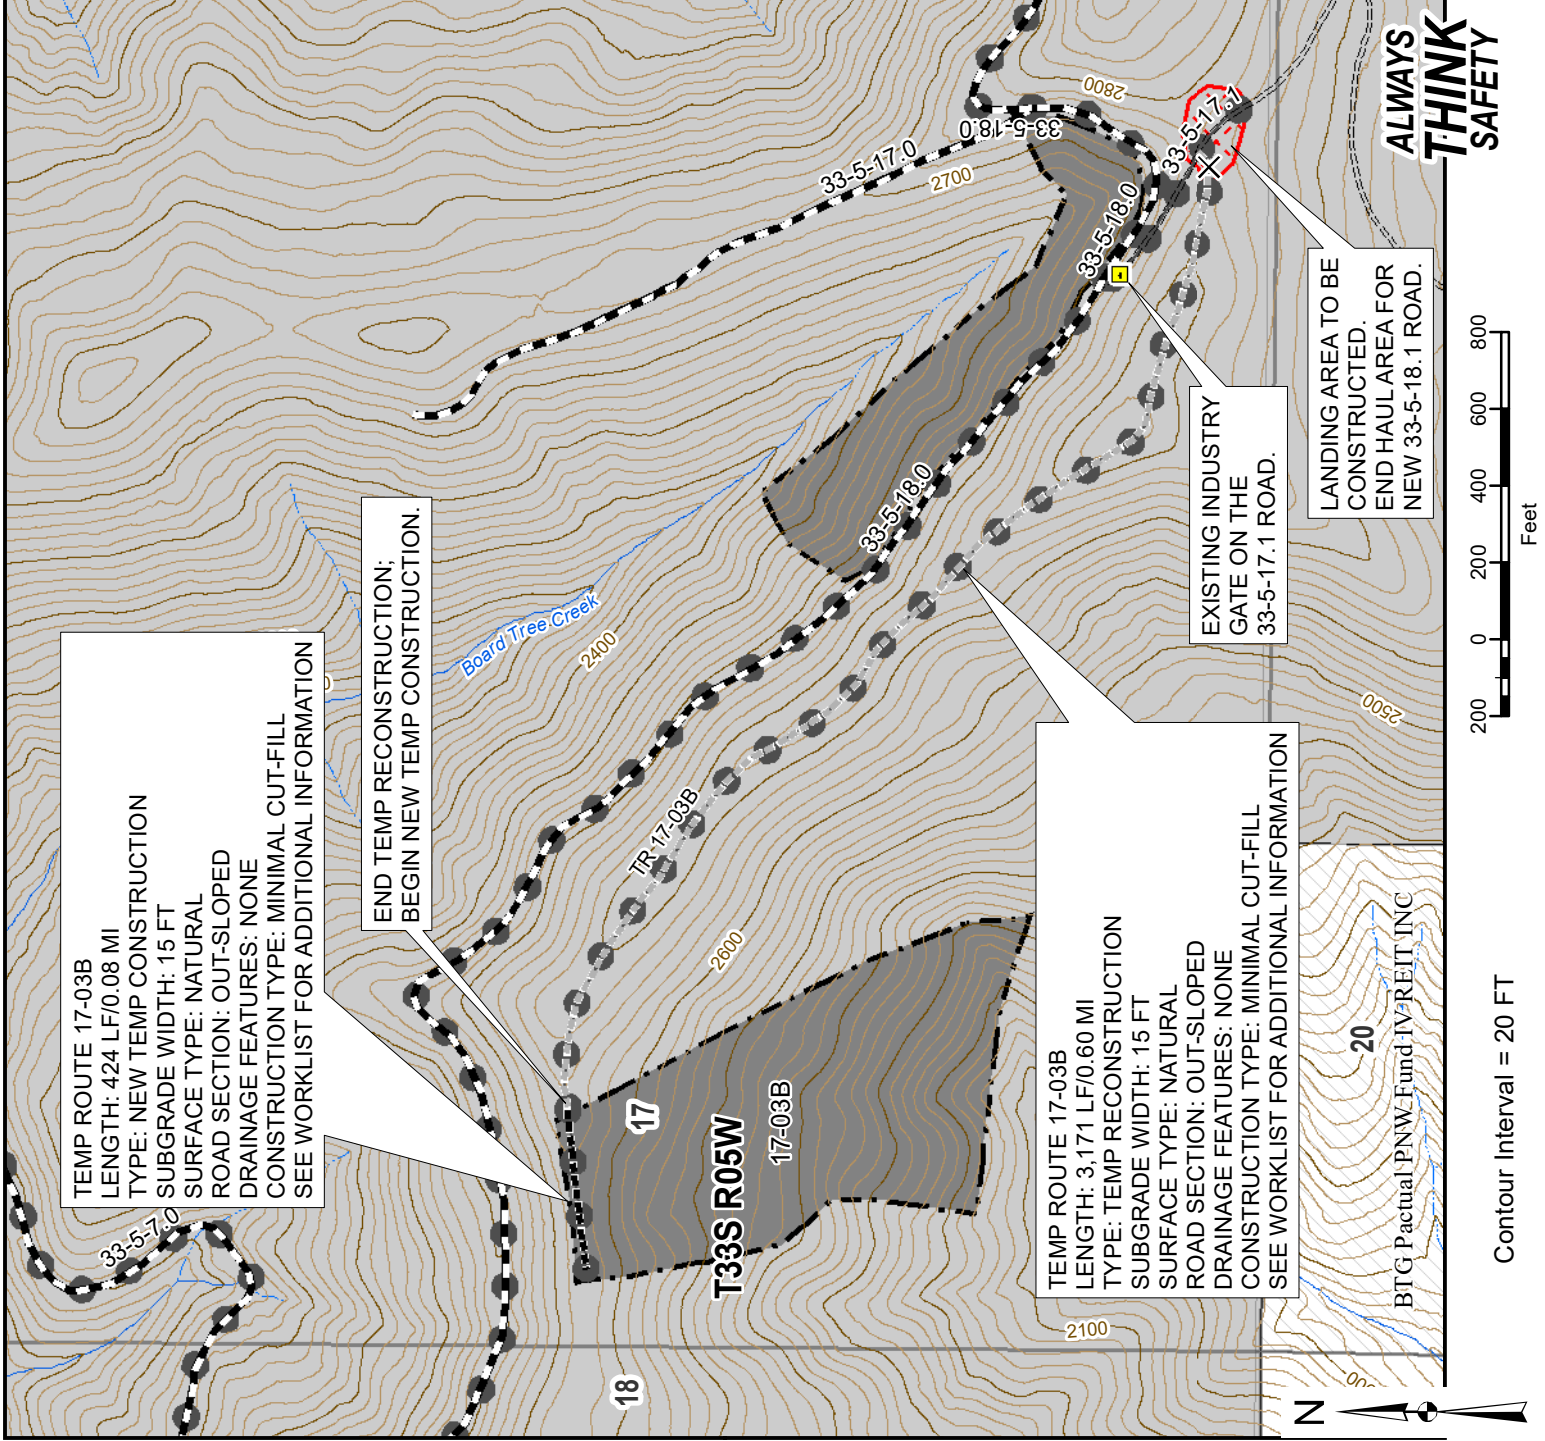 TEMP ROUTE 17-03B
LENGTH: 424 LF/0.08 MI
TYPE: NEW TEMP CONSTRUCTION
SUBGRADE WIDTH: 15 FT
SURFACE TYPE: NATURAL
ROAD SECTION: OUT-SLOPED
DRAINAGE FEATURES: NONE
CONSTRUCTION TYPE: MINIMAL CUT-FILL
SEE WORKLIST FOR ADDITIONAL INFORMATION
END TEMP RECONSTRUCTION;
BEGIN NEW TEMP CONSTRUCTION.
33-5-7.0
Board Tree Creek
2400
33-5-17.0
2700
33-5-18.0
2800
33-5-18.0
33-5-17.1
33-5-18.0
TR 17-03B
2600
17
17-03B
T33S R05W
18
2100
2500
TEMP ROUTE 17-03B
LENGTH: 3,171 LF/0.60 MI
TYPE: TEMP RECONSTRUCTION
SUBGRADE WIDTH: 15 FT
SURFACE TYPE: NATURAL
ROAD SECTION: OUT-SLOPED
DRAINAGE FEATURES: NONE
CONSTRUCTION TYPE: MINIMAL CUT-FILL
SEE WORKLIST FOR ADDITIONAL INFORMATION
EXISTING INDUSTRY
GATE ON THE
33-5-17.1 ROAD.
LANDING AREA TO BE
CONSTRUCTED.
END HAUL AREA FOR
NEW 33-5-18.1 ROAD.
20
BTG Pactual PNW Fund IV REIT INC
N
Contour Interval = 20 FT
200 0 200 400 600 800
Feet
ALWAYS
THINK
SAFETY